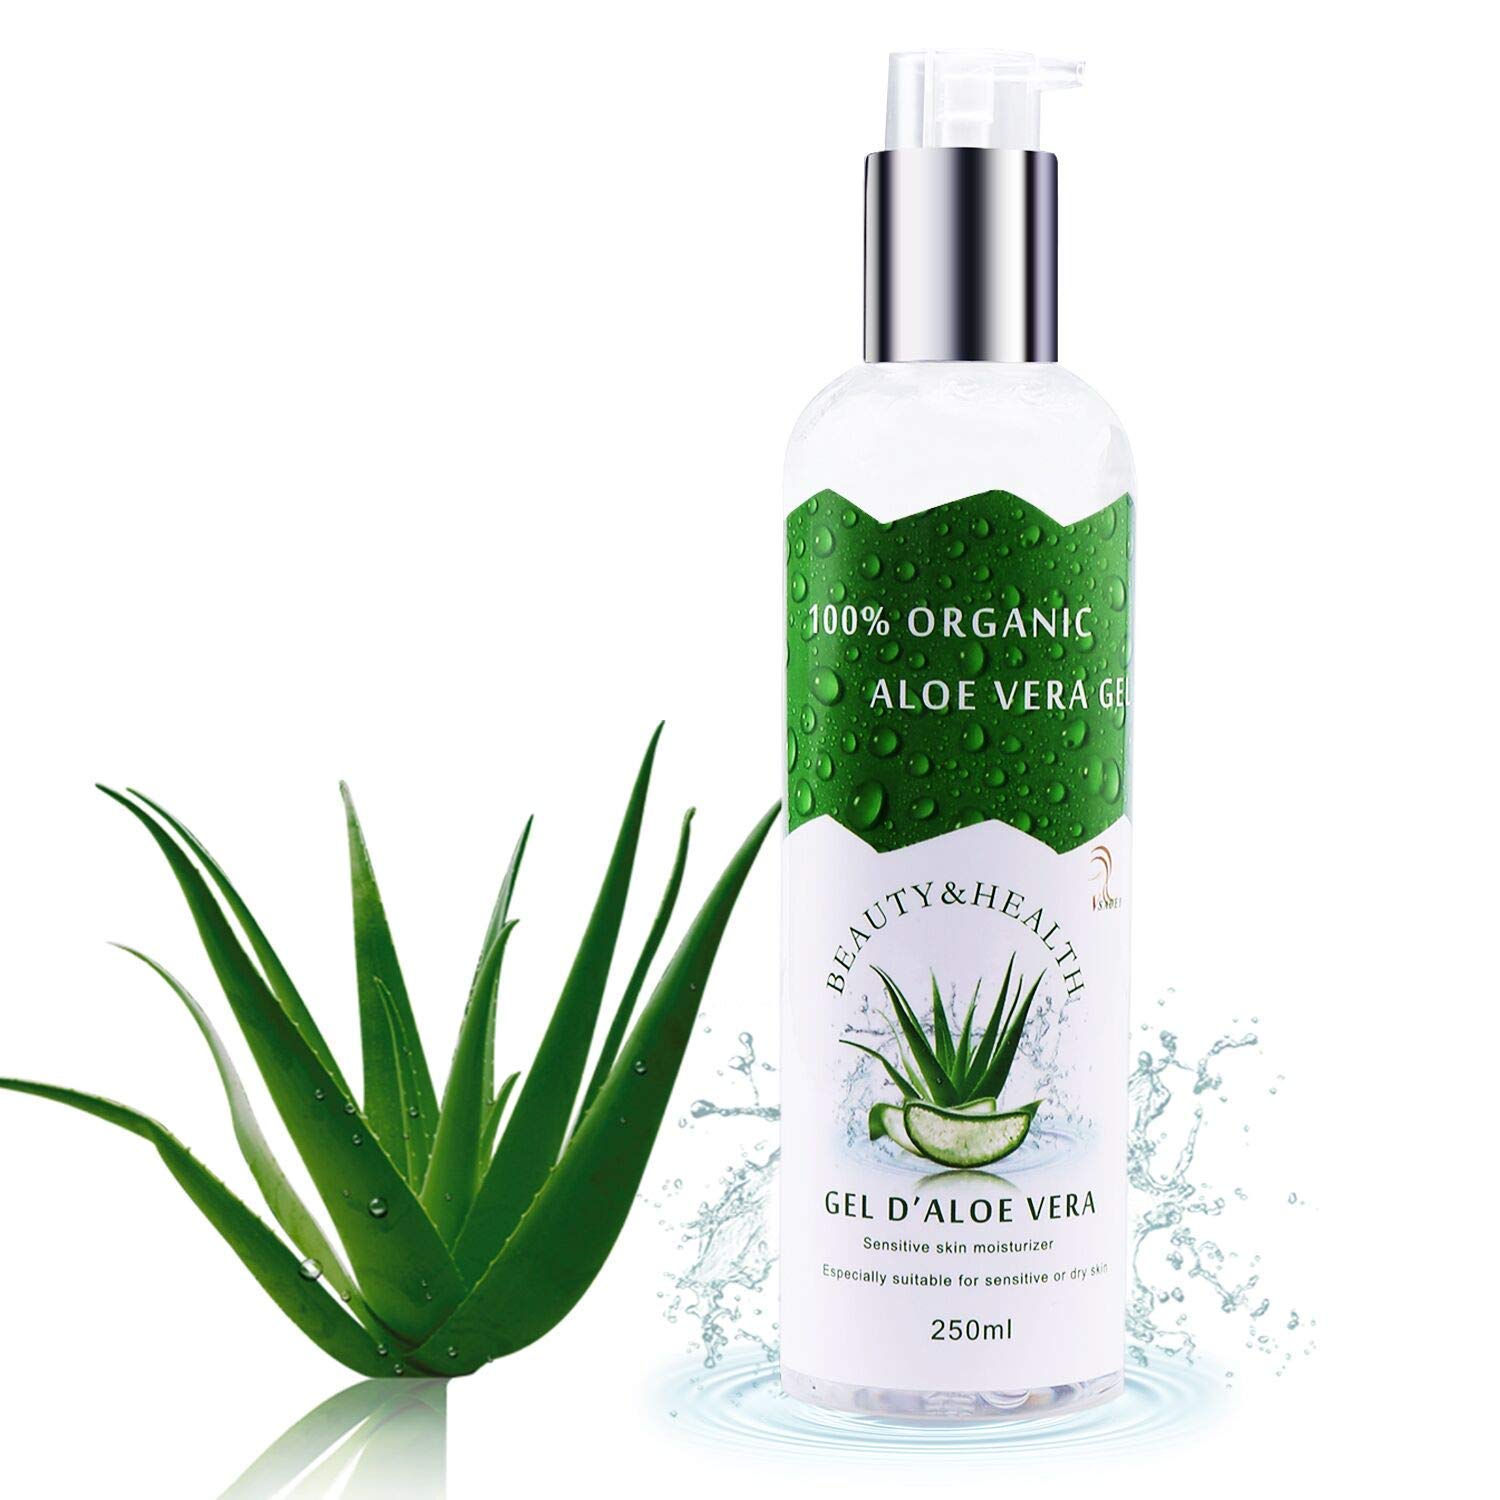 100% ORGANIC
ALOE VERA GEL
BEAUTY&HEALTH
GEL D'ALOE VERA
Sensitive skin moisturizer
Especially suitable for sensitive or dry skin
250ml